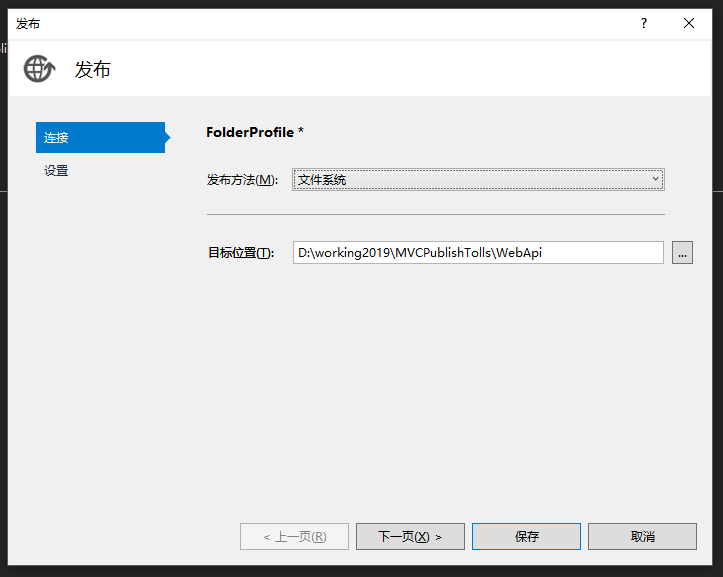 发布
?
发布
连接
设置
FolderProfile *
发布方法(M):
文件系统
目标位置(T):
D:\working2019\MVCPublishTolls\WebApi
...
< 上一页(R)
下一页(X) >
保存
取消